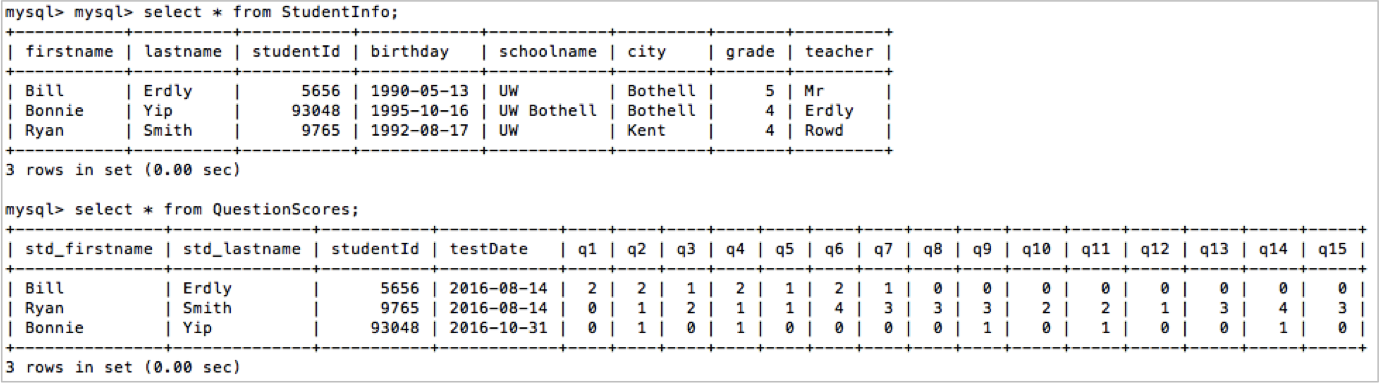 mysql> mysql> select * from StudentInfo;
+-----------+----------+-----------+------------+------------+---------+-------+---------+
| firstname | lastname | studentId | birthday   | schoolname | city    | grade | teacher |
+-----------+----------+-----------+------------+------------+---------+-------+---------+
| Bill      | Erdly    |      5656 | 1990-05-13 | UW         | Bothell |     5 | Mr      |
| Bonnie    | Yip      |     93048 | 1995-10-16 | UW Bothell | Bothell |     4 | Erdly   |
| Ryan      | Smith    |      9765 | 1992-08-17 | UW         | Kent    |     4 | Rowd    |
+-----------+----------+-----------+------------+------------+---------+-------+---------+
3 rows in set (0.00 sec)
mysql> select * from QuestionScores;
+---------------+--------------+-----------+------------+----+----+----+----+----+----+----+----+----+-----+-----+-----+-----+-----+-----+
| std_firstname | std_lastname | studentId | testDate   | q1 | q2 | q3 | q4 | q5 | q6 | q7 | q8 | q9 | q10 | q11 | q12 | q13 | q14 | q15 |
+---------------+--------------+-----------+------------+----+----+----+----+----+----+----+----+----+-----+-----+-----+-----+-----+-----+
| Bill          | Erdly        |      5656 | 2016-08-14 |  2 |  2 |  1 |  2 |  1 |  2 |  1 |  0 |  0 |   0 |   0 |   0 |   0 |   0 |   0 |
| Ryan          | Smith        |      9765 | 2016-08-14 |  0 |  1 |  2 |  1 |  1 |  4 |  3 |  3 |  3 |   2 |   2 |   1 |   3 |   4 |   3 |
| Bonnie        | Yip          |     93048 | 2016-10-31 |  0 |  1 |  0 |  1 |  0 |  0 |  0 |  0 |  1 |   0 |   1 |   0 |   0 |   1 |   0 |
+---------------+--------------+-----------+------------+----+----+----+----+----+----+----+----+----+-----+-----+-----+-----+-----+-----+
3 rows in set (0.00 sec)